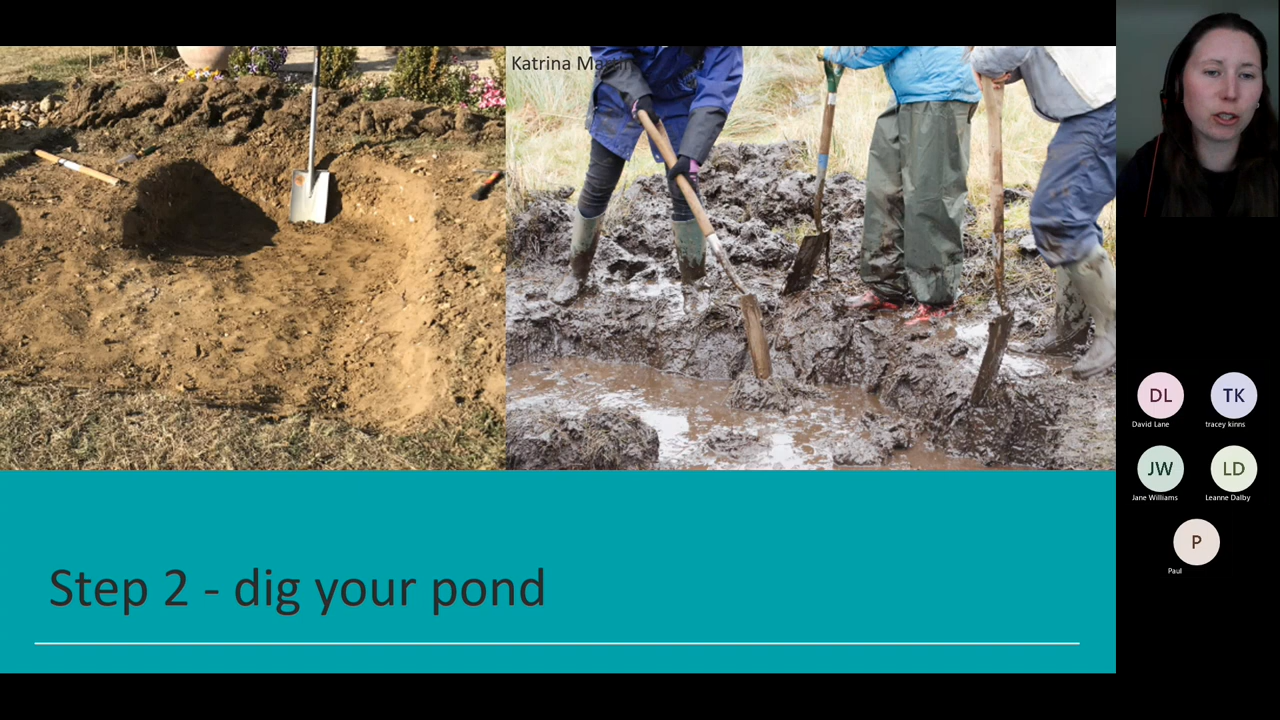 Katrina
Step 2 - dig your pond
DL
TK
David Lane
tracey kinns
JW
LD
Jane Williams
Leanne Dalby
P
Paul